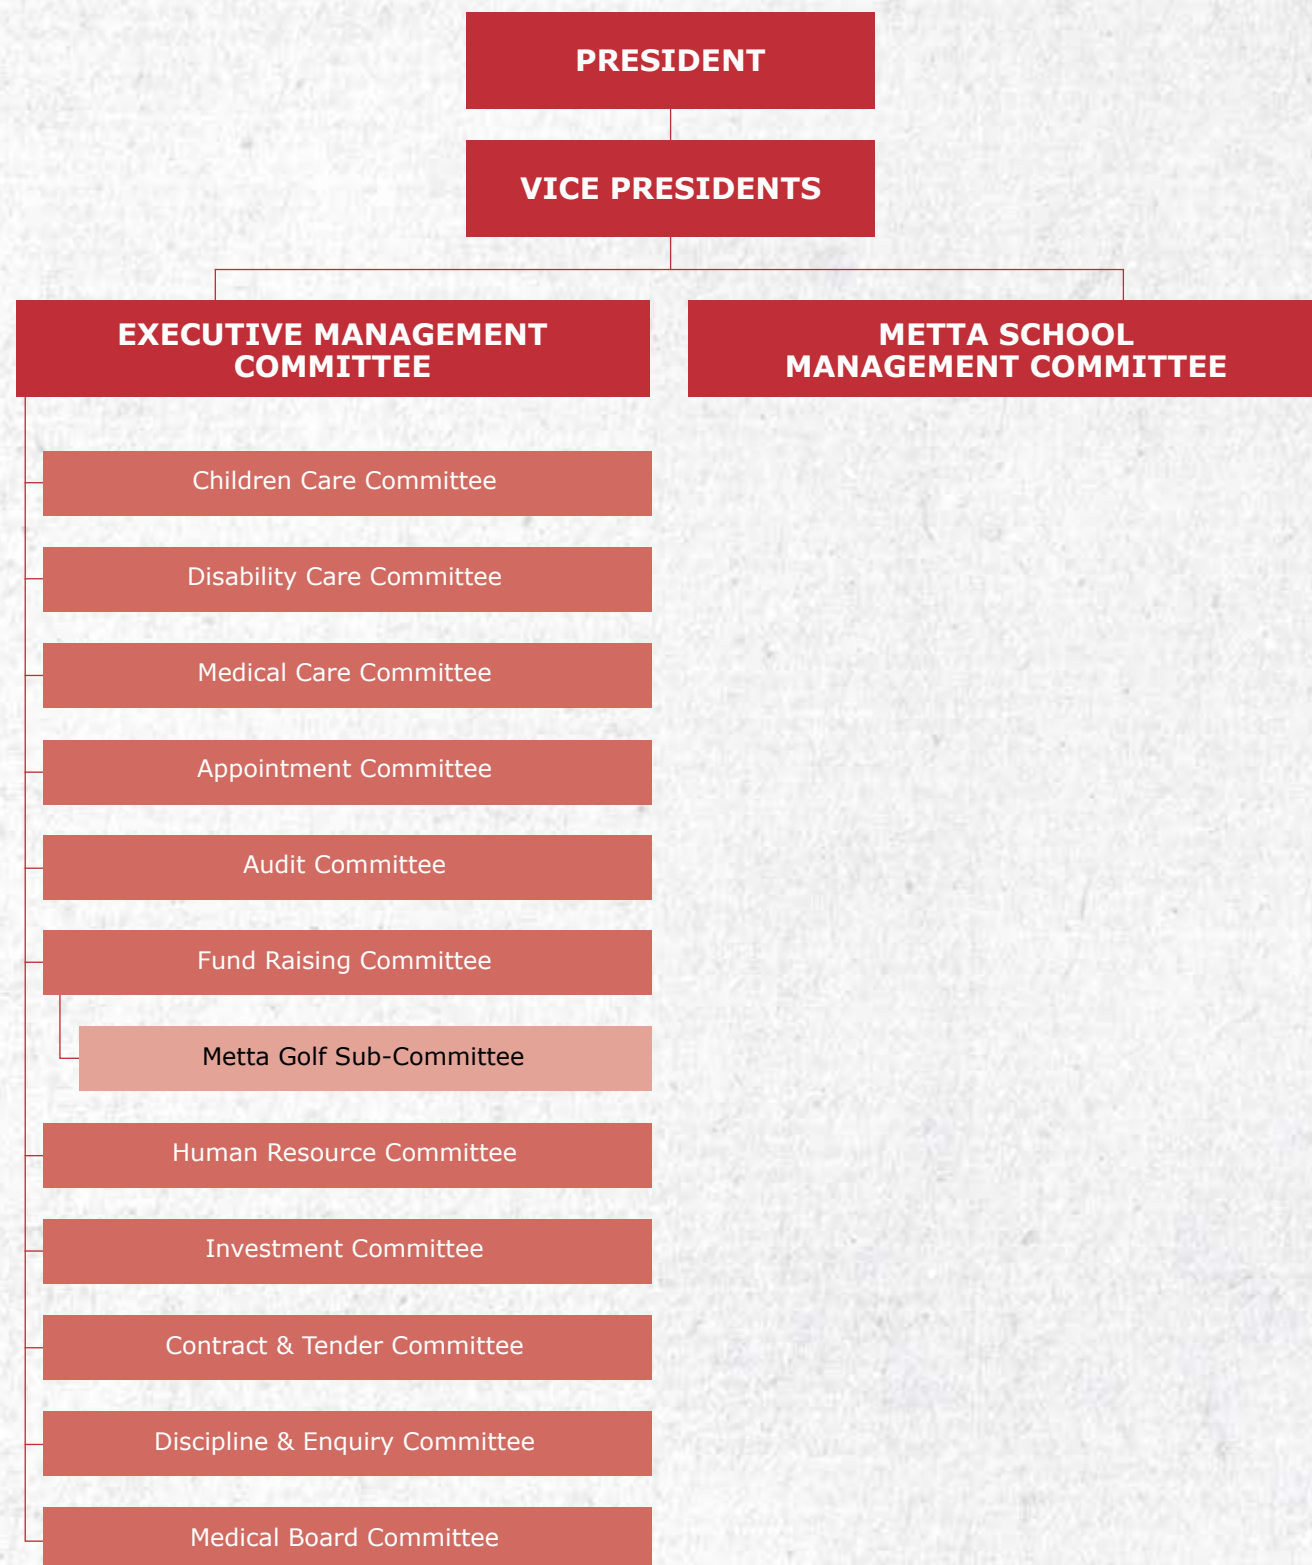 PRESIDENT
VICE PRESIDENTS
EXECUTIVE MANAGEMENT
COMMITTEE
METTA SCHOOL
MANAGEMENT COMMITTEE
Children Care Committee
Disability Care Committee
Medical Care Committee
Appointment Committee
Audit Committee
Fund Raising Committee
Metta Golf Sub-Committee
Human Resource Committee
Investment Committee
Contract & Tender Committee
Discipline & Enquiry Committee
Medical Board Committee